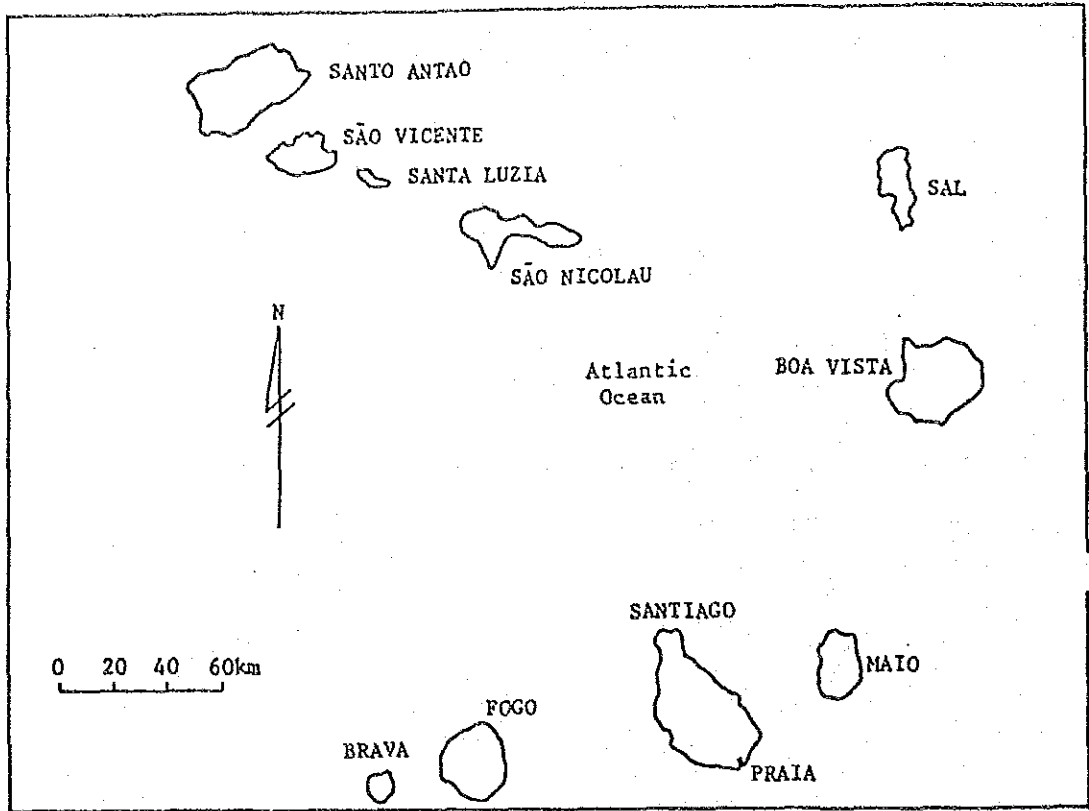 SANTO ANTAO
SÃO VICENTE
SANTA LUZIA
SAL
SÃO NICOLAU
N
Atlantic
Ocean
BOA VISTA
SANTIAGO
0 20 40 60km
MAIO
FOGO
BRAVA
PRAIA